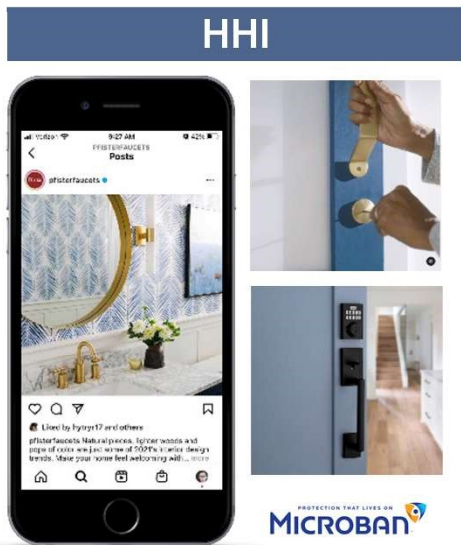 HHI
Verizon
9:27 AM
42%
PFISTERFAUCETS
Posts
pfisterfaucets
Liked by hytryr17 and others
pfisterfaucets Natural pieces, lighter woods and
pops of color are just some of 2021's interior design
trends. Make your home feel welcoming with... more
PROTECTION THAT LIVES ON
MICROBAN